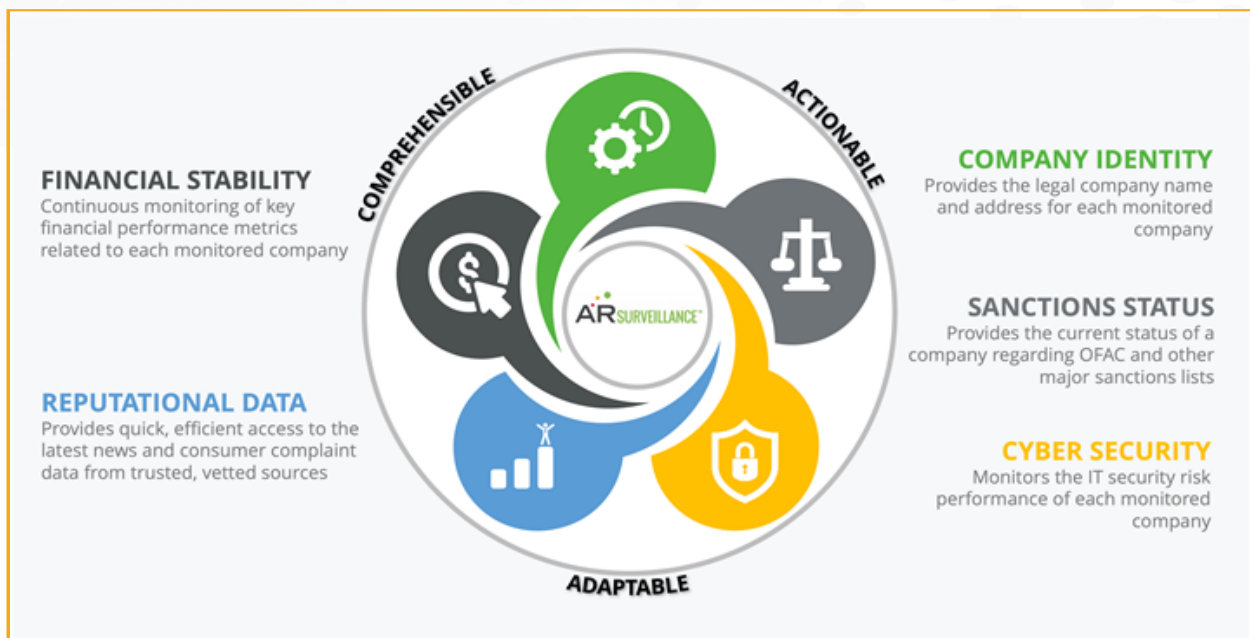 COMPREHENSIBLE
ACTIONABLE
ADAPTABLE
FINANCIAL STABILITY
Continuous monitoring of key
financial performance metrics
related to each monitored company
REPUTATIONAL DATA
Provides quick, efficient access to the
latest news and consumer complaint
data from trusted, vetted sources
AR SURVEILLANCE™
COMPANY IDENTITY
Provides the legal company name
and address for each monitored
company
SANCTIONS STATUS
Provides the current status of a
company regarding OFAC and other
major sanctions lists
CYBER SECURITY
Monitors the IT security risk
performance of each monitored
company